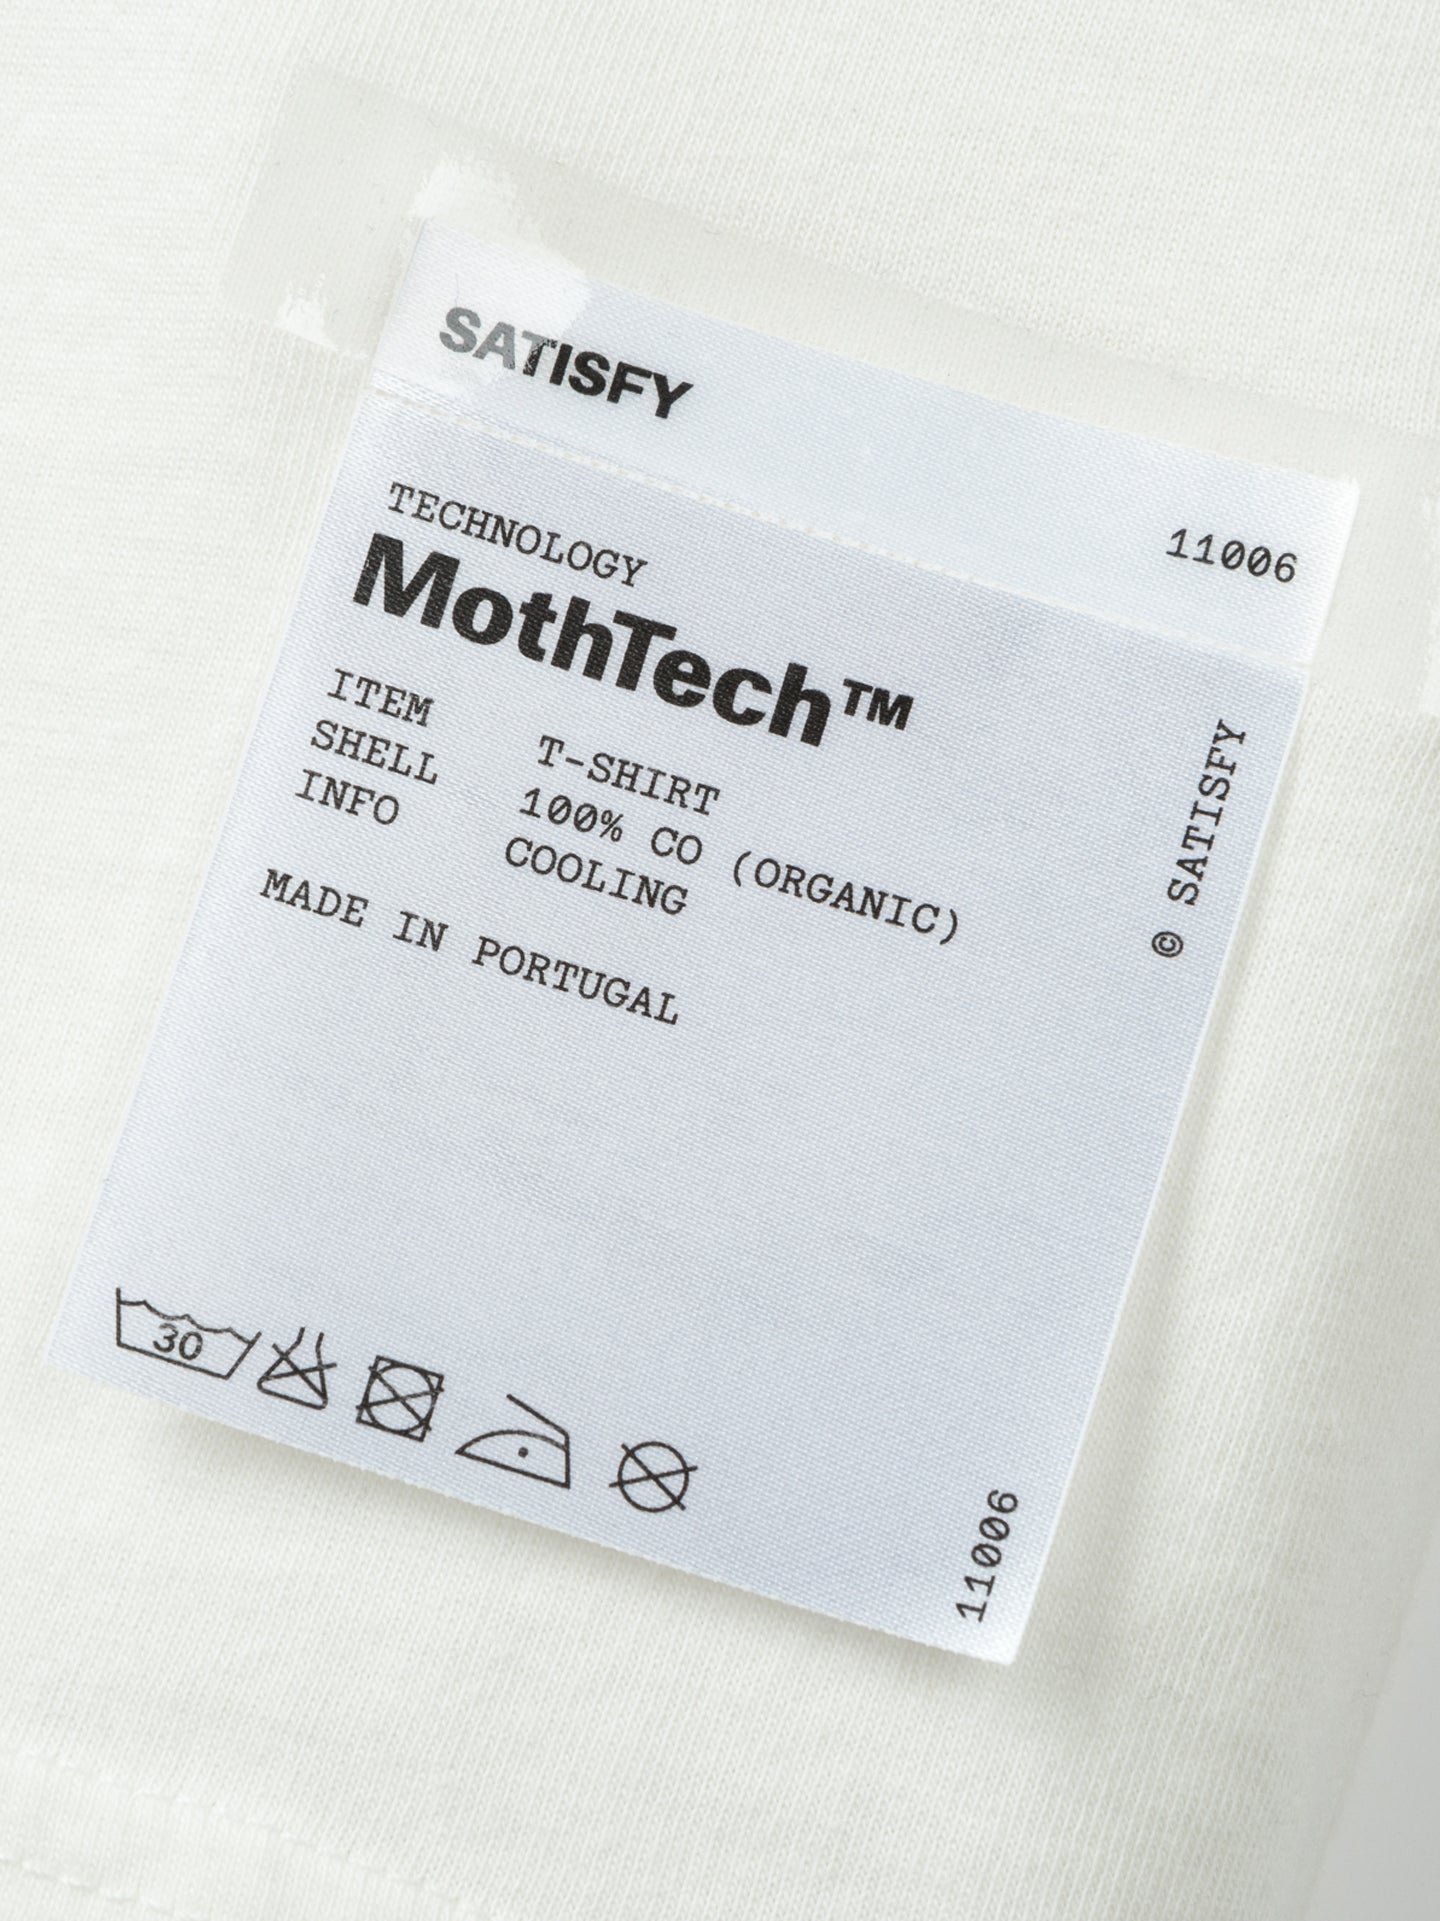 SATISFY
11006
TECHNOLOGY
MothTech™
ITEM T-SHIRT
SHELL 100% CO (ORGANIC)
INFO COOLING
MADE IN PORTUGAL
© SATISFY
30
11006